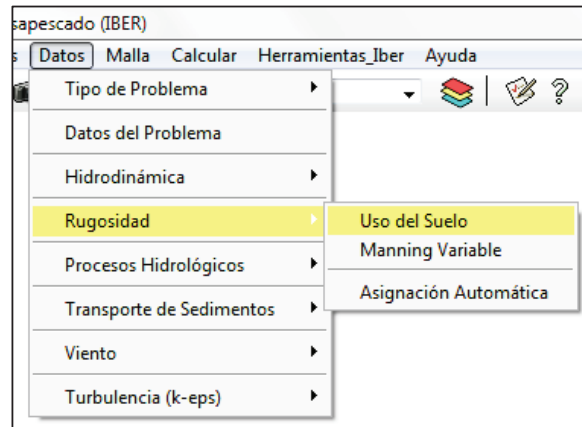 sapescado (IBER)
s Datos Malla Calcular Herramientas_Iber Ayuda
Tipo de Problema
Datos del Problema
Hidrodinámica
Rugosidad
Uso del Suelo
Manning Variable
Asignación Automática
Procesos Hidrológicos
Transporte de Sedimentos
Viento
Turbulencia (k-eps)